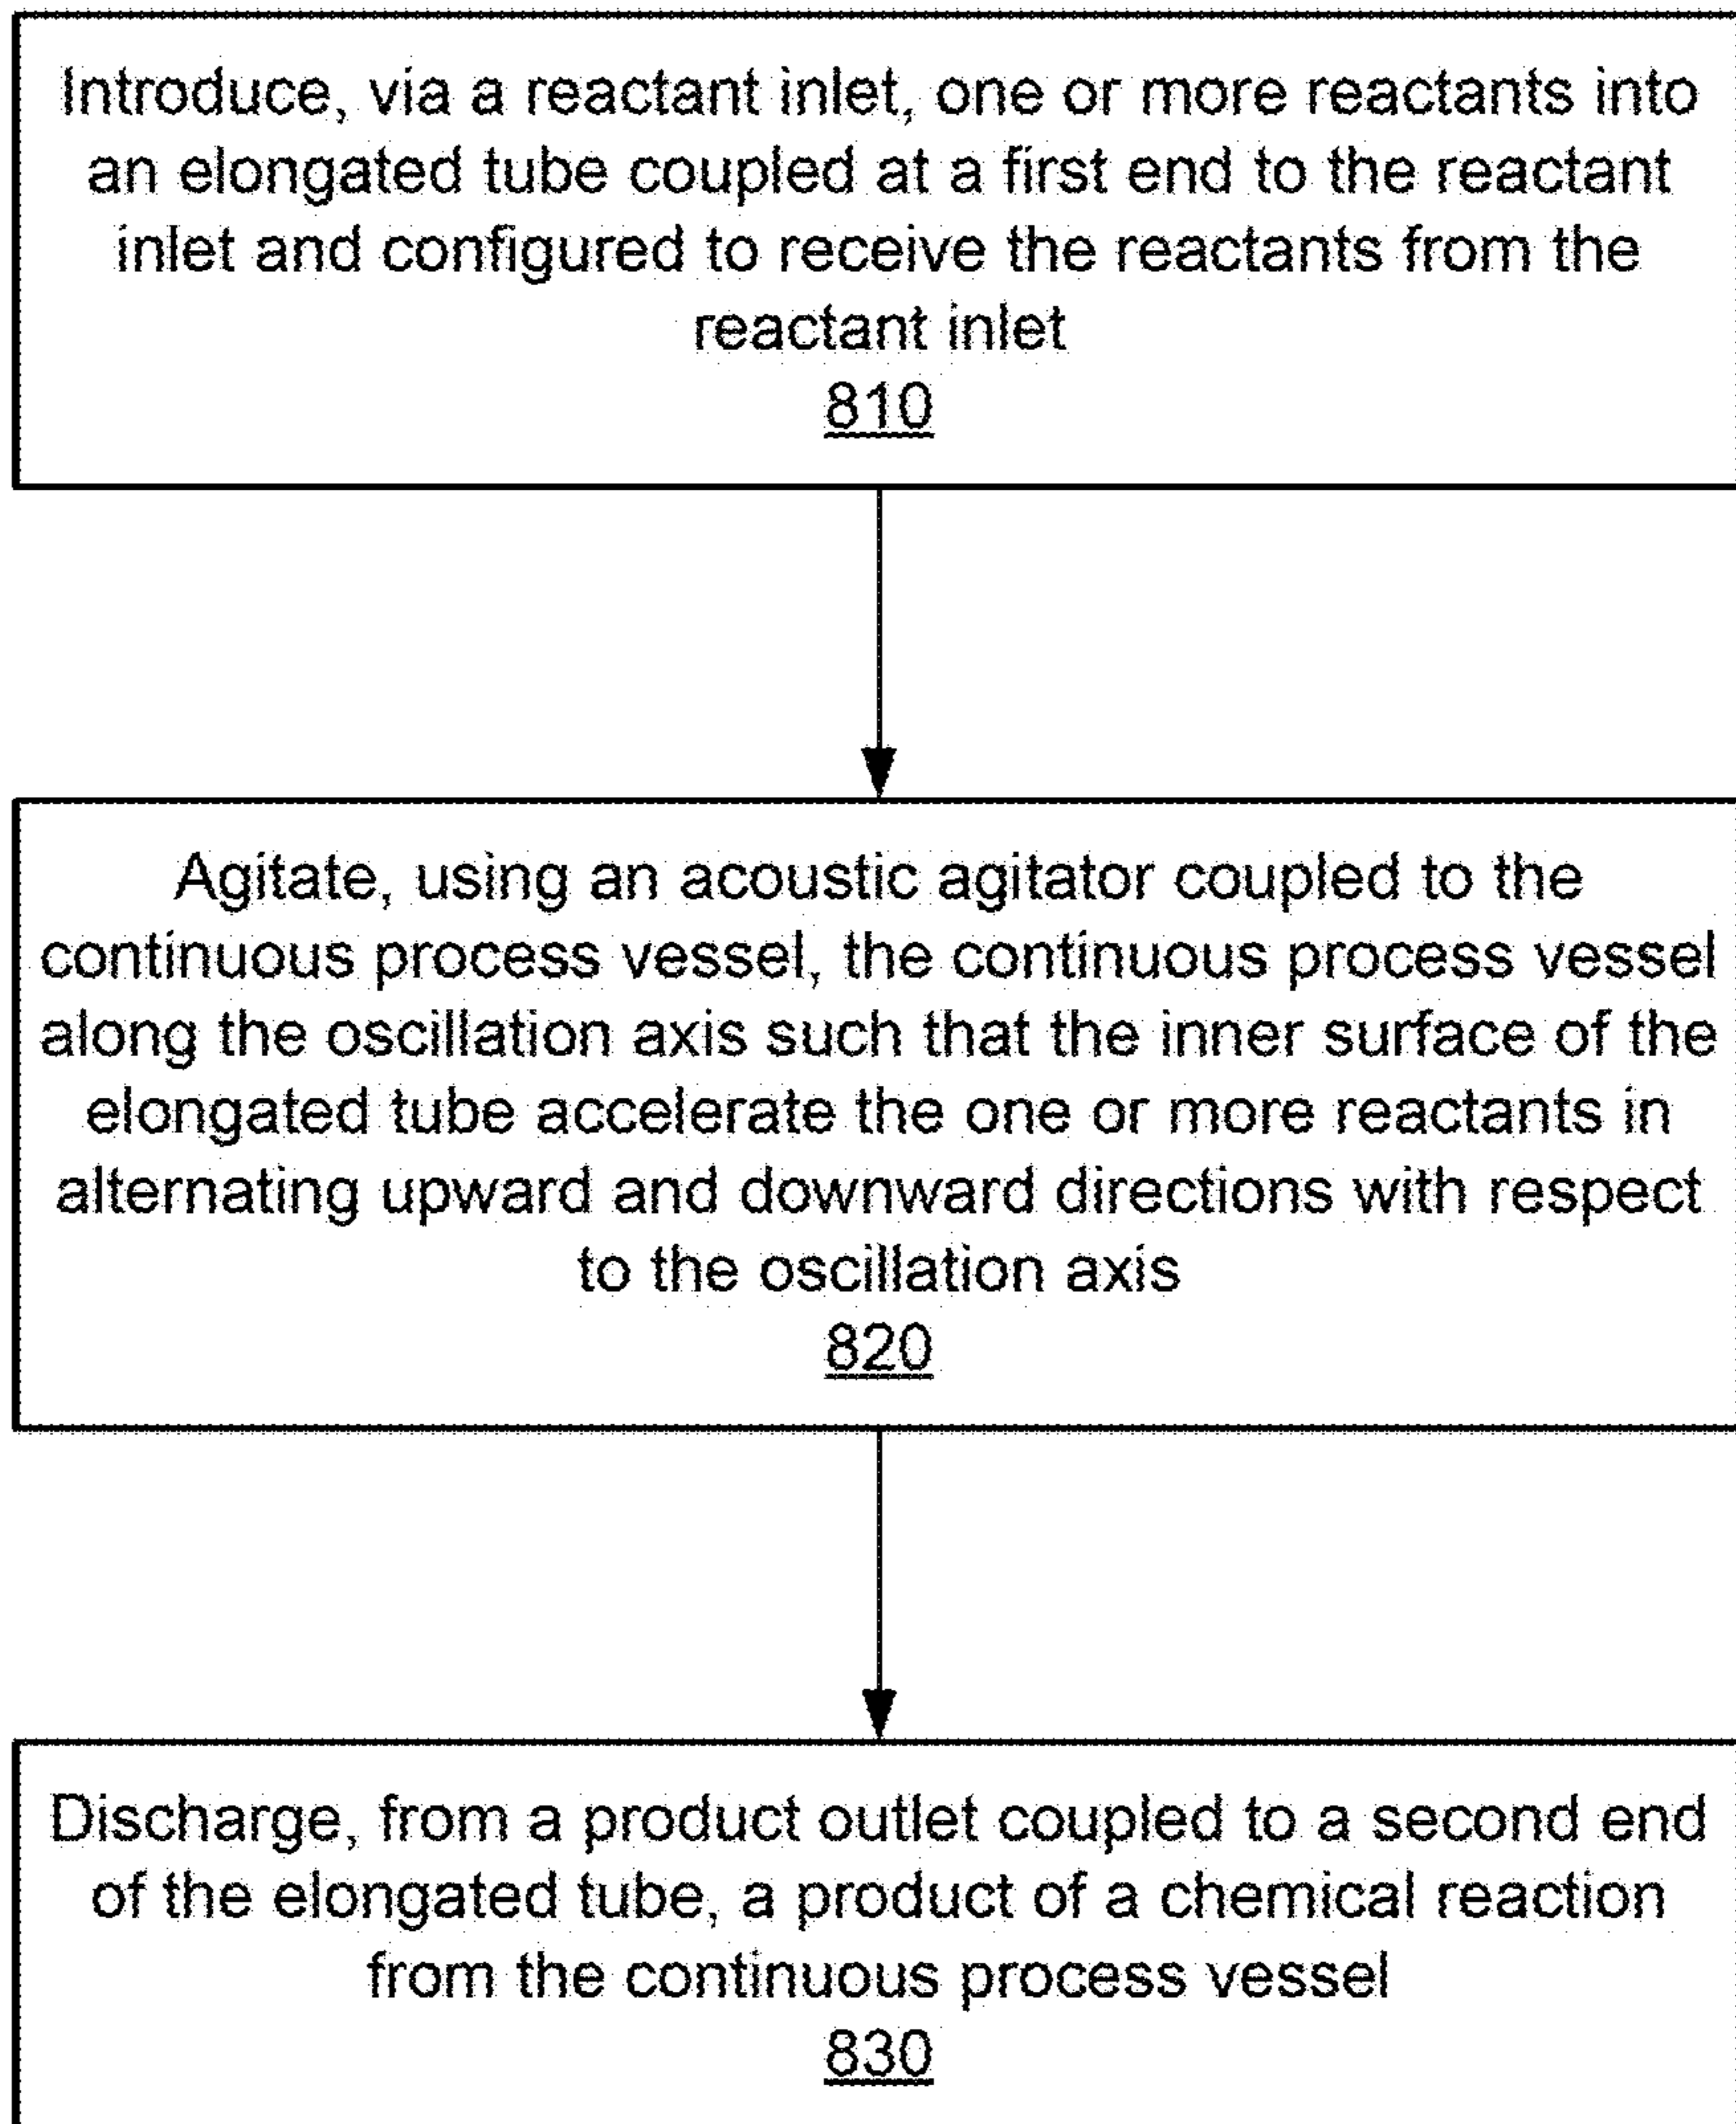 Introduce, via a reactant inlet, one or more reactants into
an elongated tube coupled at a first end to the reactant
inlet and configured to receive the reactants from the
reactant inlet
810
Agitate, using an acoustic agitator coupled to the
continuous process vessel, the continuous process vessel
along the oscillation axis such that the inner surface of the
elongated tube accelerate the one or more reactants in
alternating upward and downward directions with respect
to the oscillation axis
820
Discharge, from a product outlet coupled to a second end
of the elongated tube, a product of a chemical reaction
from the continuous process vessel
830